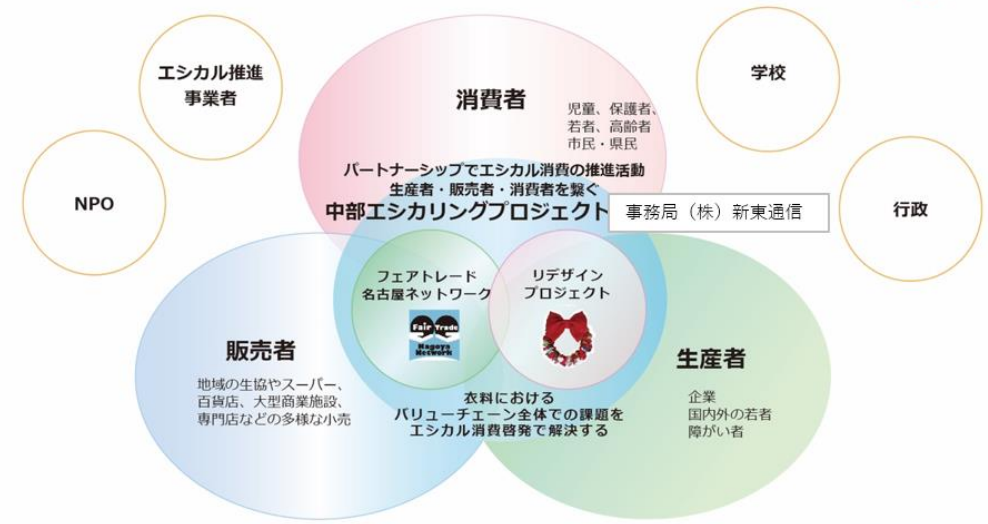 エシカル推進
事業者
学校
消費者
児童、保護者、
若者、高齢者
市民・県民
NPO
行政
パートナーシップでエシカル消費の推進活動
生産者・販売者・消費者を繋ぐ
中部エシカリングプロジェクト
事務局（株）新東通信
フェアトレード
名古屋ネットワーク
Fair Trade
Nagoya
Network
リデザイン
プロジェクト
販売者
地域の生協やスーパー、
百貨店、大型商業施設、
専門店などの多様な小売
生産者
企業
国内外の若者
障がい者
衣料における
バリューチェーン全体での課題を
エシカル消費啓発で解決する